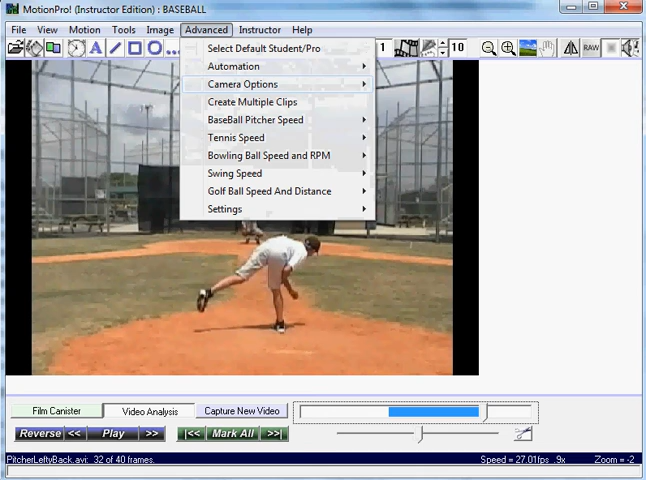 MotionPro! (Instructor Edition) : BASEBALL
File View Motion Tools Image Advanced Instructor Help
A 1 10 RAW
Select Default Student/Pro
Automation
Camera Options
Create Multiple Clips
BaseBall Pitcher Speed
Tennis Speed
Bowling Ball Speed and RPM
Swing Speed
Golf Ball Speed And Distance
Settings
Film Canister Video Analysis Capture New Video
Reverse << Play >> |<< Mark All >>|
PitcherLeftyBack.avi: 32 of 40 frames. Speed = 27.01fps .9x Zoom = -2